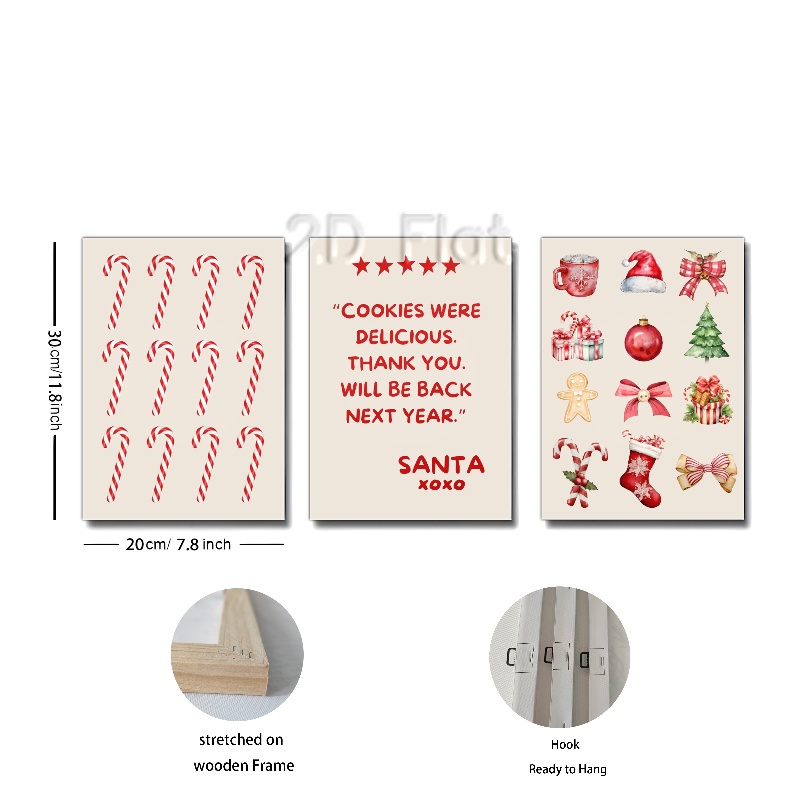 2D Flat
★★★★★
"COOKIES WERE
DELICIOUS.
THANK YOU.
WILL BE BACK
NEXT YEAR."
SANTA
xoxo
30cm/11.8inch
20cm/ 7.8 inch
stretched on
wooden Frame
Hook
Ready to Hang